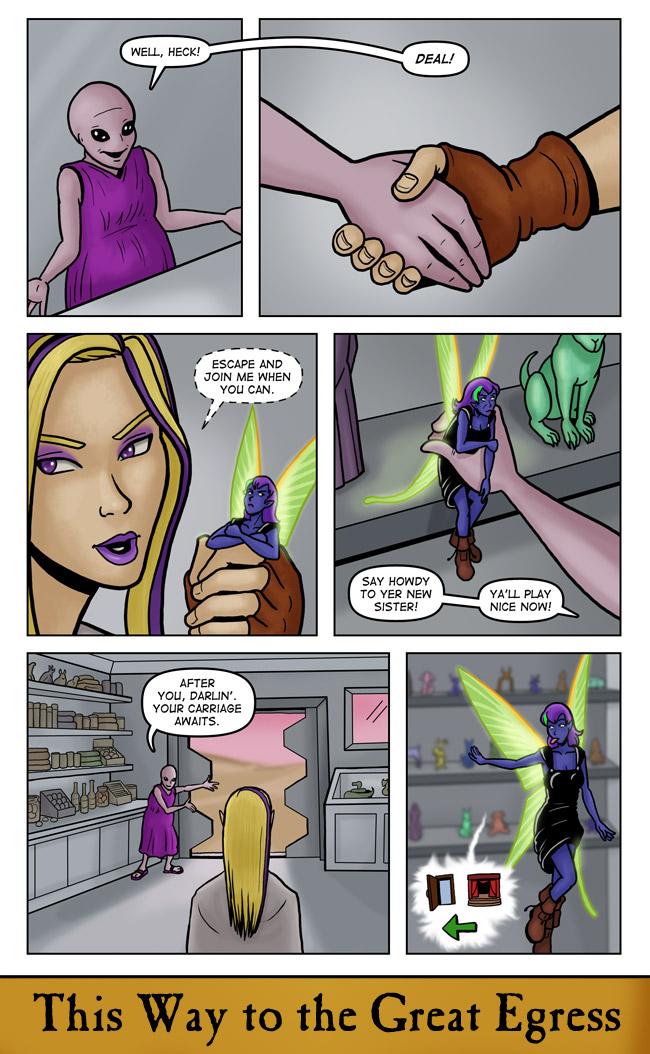 WELL, HECK!
DEAL!
ESCAPE AND
JOIN ME WHEN
YOU CAN.
SAY HOWDY
TO YER NEW
SISTER!
YA'LL PLAY
NICE NOW!
AFTER
YOU, DARLIN'.
YOUR CARRIAGE
AWAITS.
This Way to the Great Egress